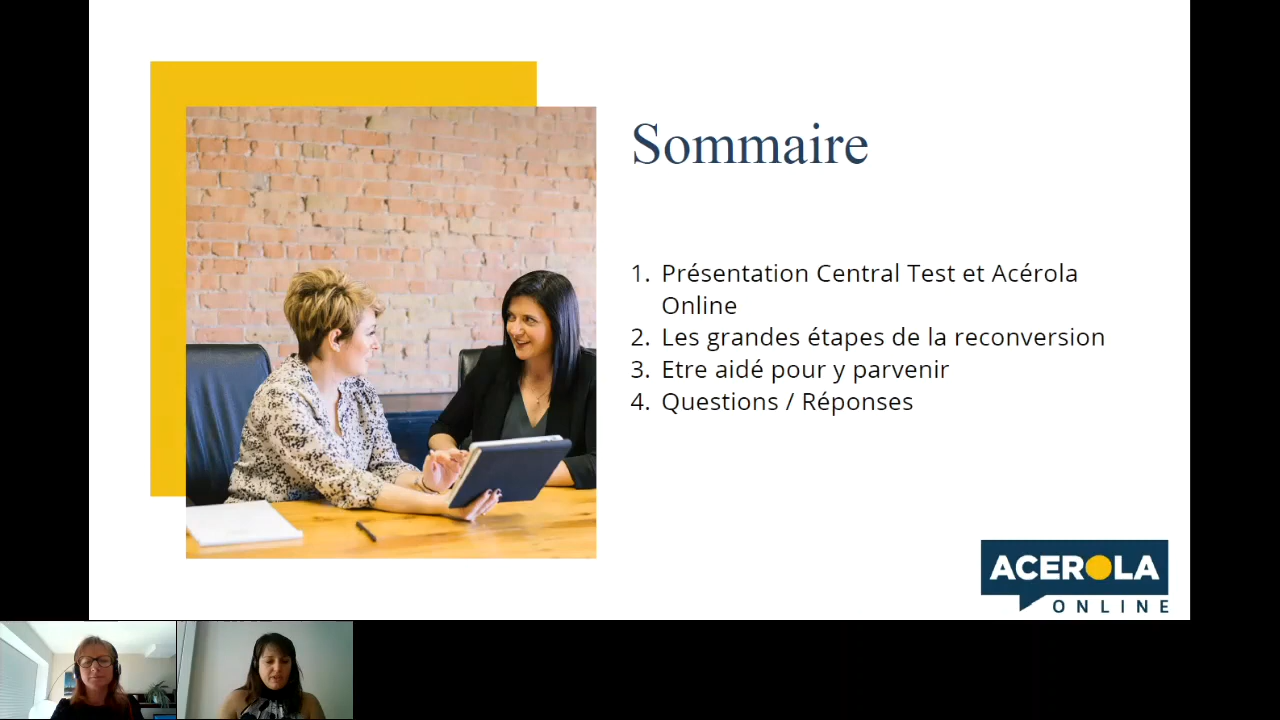 Sommaire
1. Présentation Central Test et Acérola
Online
2. Les grandes étapes de la reconversion
3. Etre aidé pour y parvenir
4. Questions / Réponses
ACEROLA
ONLINE